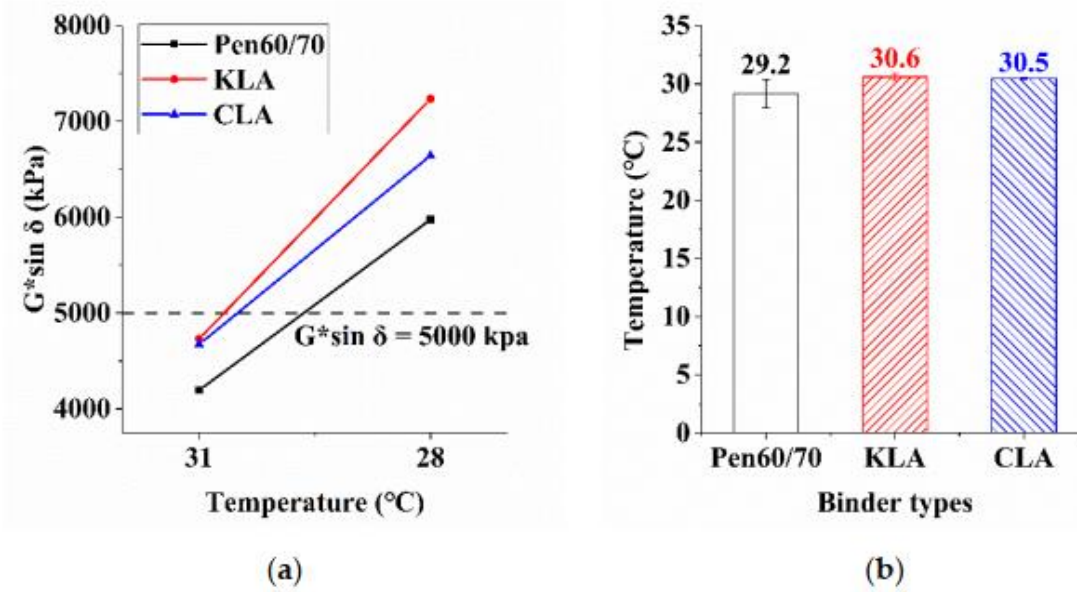 8000
7000
6000
5000
4000
G*sin δ (kPa)
Pen60/70
KLA
CLA
G*sin δ = 5000 kpa
31
28
Temperature (°C)
(a)
35
30
25
20
15
10
5
0
Temperature (°C)
29.2
30.6
30.5
Pen60/70
KLA
CLA
Binder types
(b)